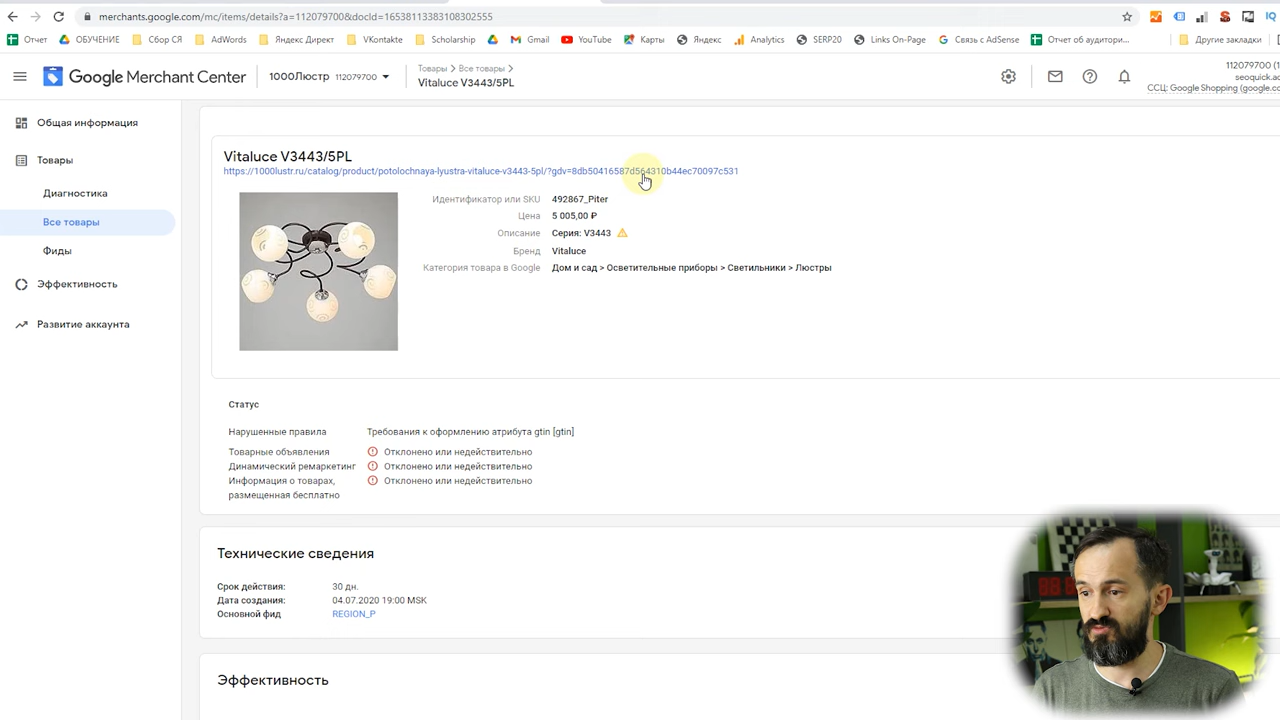 merchants.google.com/mc/items/details?a=112079700&docId=16538113383108302555
Отчет ОБУЧЕНИЕ Сбор СЯ AdWords Яндекс Директ VKontakte Scholarship Gmail YouTube Карты Яндекс Analytics SERP20 Links On-Page Связь с AdSense Отчет об аудитори... Другие закладки
Google Merchant Center 1000Люстр 112079700
Товары > Все товары >
Vitaluce V3443/5PL
112079700 (1
seoquick.ac
ССЦ: Google Shopping (google.co
Общая информация
Товары
Диагностика
Все товары
Фиды
Эффективность
Развитие аккаунта
Vitaluce V3443/5PL
https://1000lustr.ru/catalog/product/potolochnaya-lyustra-vitaluce-v3443-5pl/?gdv=8db50416587d564310b44ec70097c531
Идентификатор или SKU 492867_Piter
Цена 5 005,00 ₽
Описание Серия: V3443
Бренд Vitaluce
Категория товара в Google Дом и сад > Осветительные приборы > Светильники > Люстры
Статус
Нарушенные правила Требования к оформлению атрибута gtin [gtin]
Товарные объявления Отклонено или недействительно
Динамический ремаркетинг Отклонено или недействительно
Информация о товарах, Отклонено или недействительно
размещенная бесплатно
Технические сведения
Срок действия: 30 дн.
Дата создания: 04.07.2020 19:00 MSK
Основной фид REGION_P
Эффективность